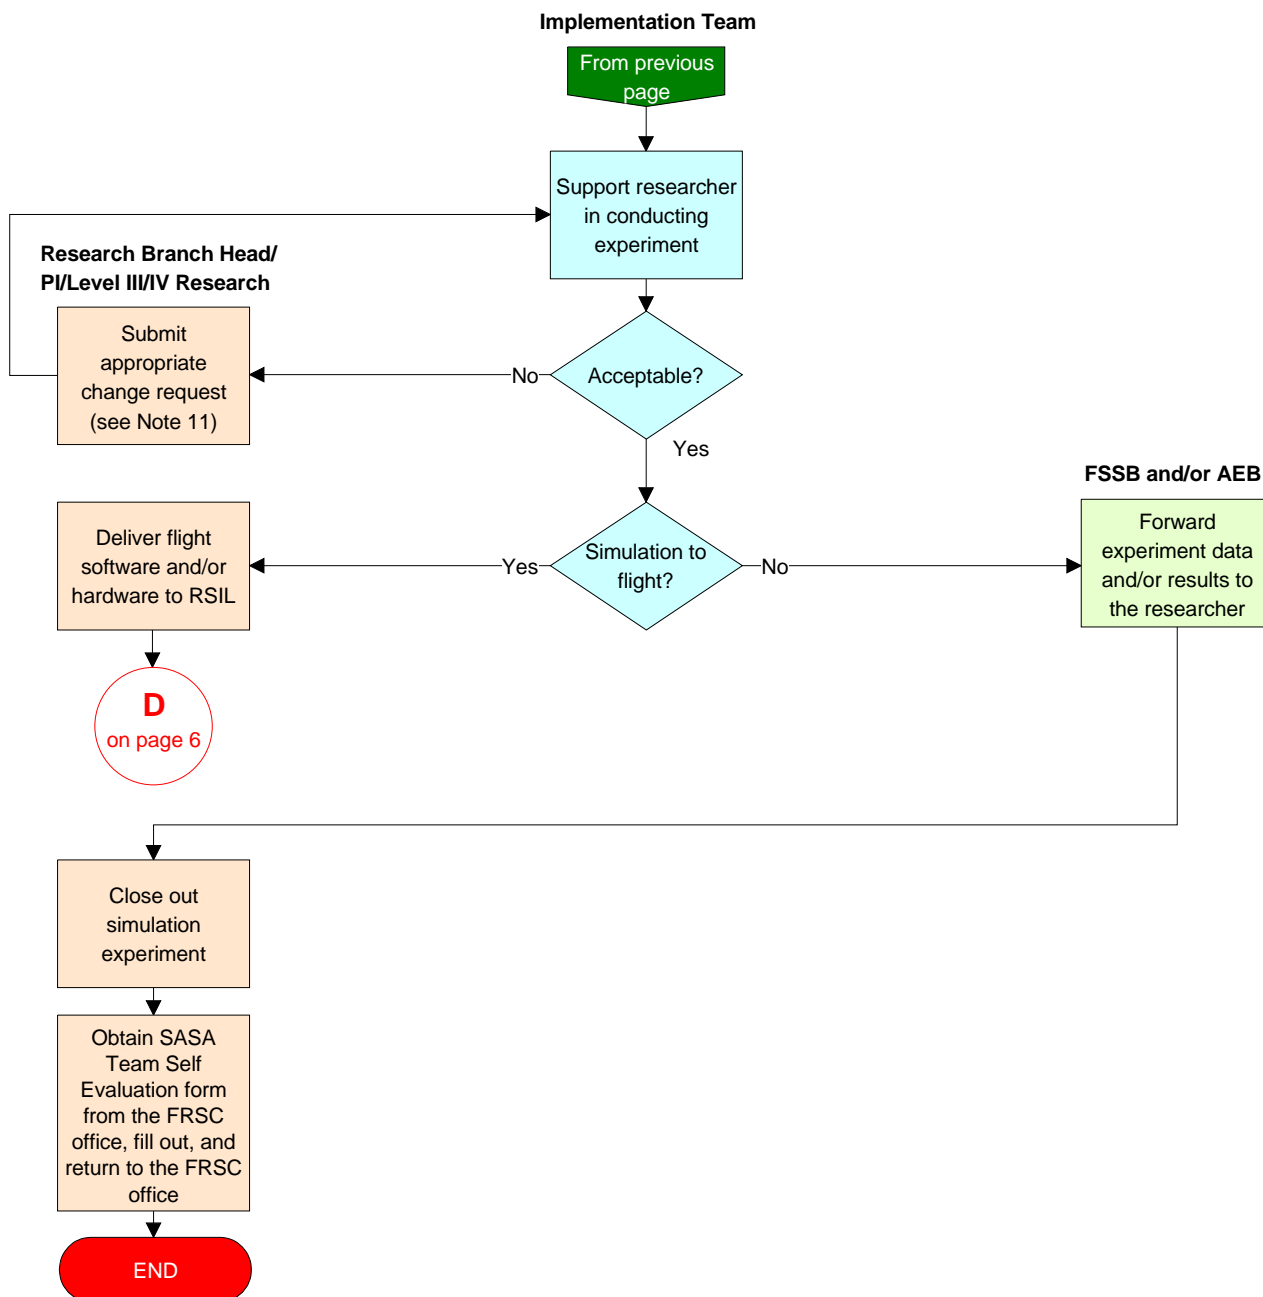 Implementation Team
From previous
page
Support researcher
in conducting
experiment
Research Branch Head/
PI/Level III/IV Research
Submit
appropriate
change request
(see Note 11)
No
Acceptable?
Yes
FSSB and/or AEB
Deliver flight
software and/or
hardware to RSIL
Yes
Simulation to
flight?
No
Forward
experiment data
and/or results to
the researcher
D
on page 6
Close out
simulation
experiment
Obtain SASA
Team Self
Evaluation form
from the FRSC
office, fill out, and
return to the FRSC
office
END